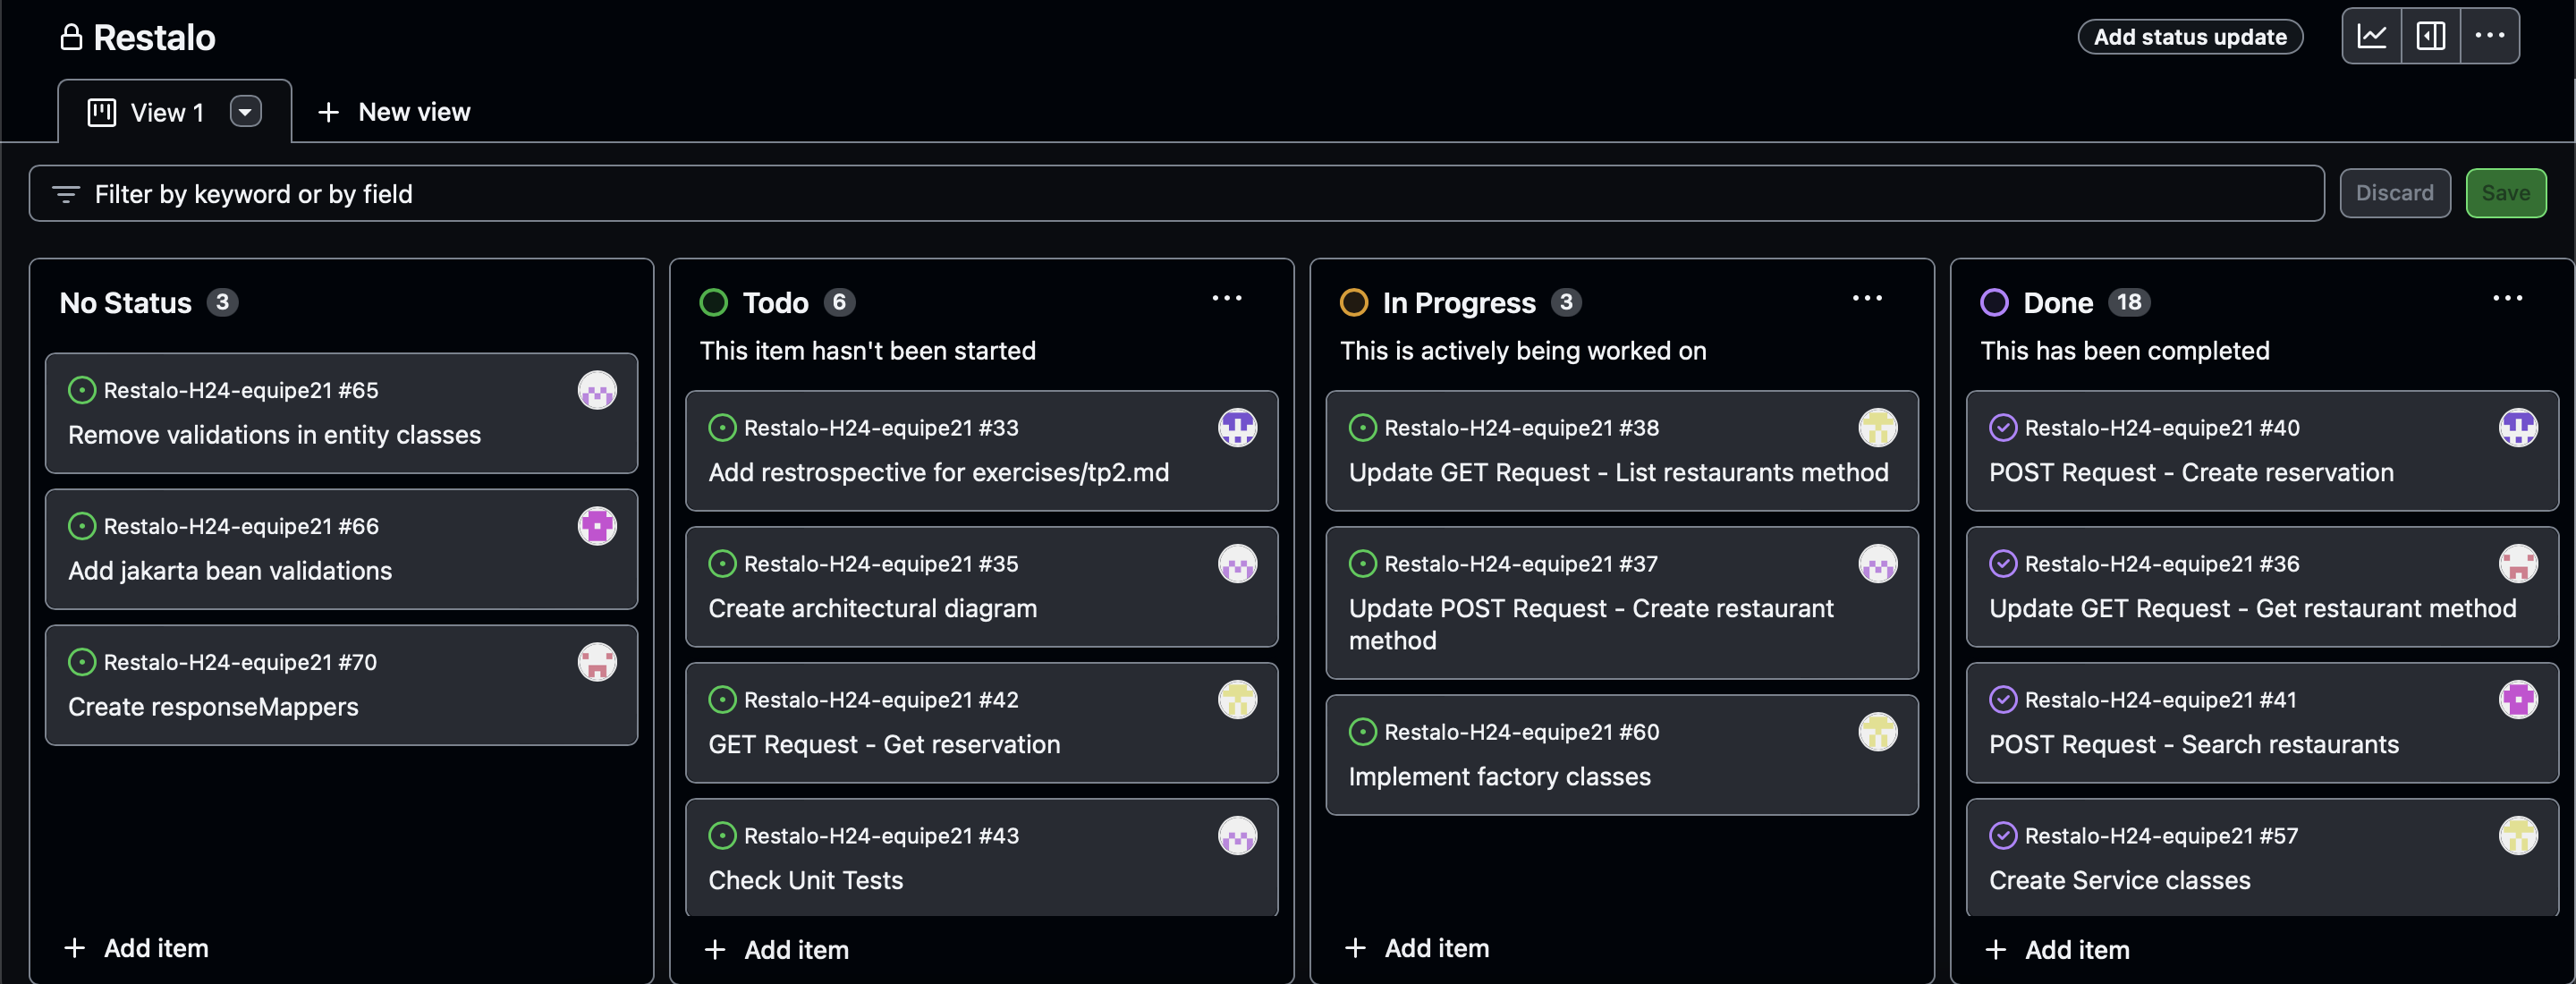 Restalo
Add status update
View 1
New view
Filter by keyword or by field
Discard
Save
No Status 3
Restalo-H24-equipe21 #65
Remove validations in entity classes
Restalo-H24-equipe21 #66
Add jakarta bean validations
Restalo-H24-equipe21 #70
Create responseMappers
+ Add item
Todo 6
This item hasn't been started
Restalo-H24-equipe21 #33
Add restrospective for exercises/tp2.md
Restalo-H24-equipe21 #35
Create architectural diagram
Restalo-H24-equipe21 #42
GET Request - Get reservation
Restalo-H24-equipe21 #43
Check Unit Tests
+ Add item
In Progress 3
This is actively being worked on
Restalo-H24-equipe21 #38
Update GET Request - List restaurants method
Restalo-H24-equipe21 #37
Update POST Request - Create restaurant
method
Restalo-H24-equipe21 #60
Implement factory classes
+ Add item
Done 18
This has been completed
Restalo-H24-equipe21 #40
POST Request - Create reservation
Restalo-H24-equipe21 #36
Update GET Request - Get restaurant method
Restalo-H24-equipe21 #41
POST Request - Search restaurants
Restalo-H24-equipe21 #57
Create Service classes
+ Add item